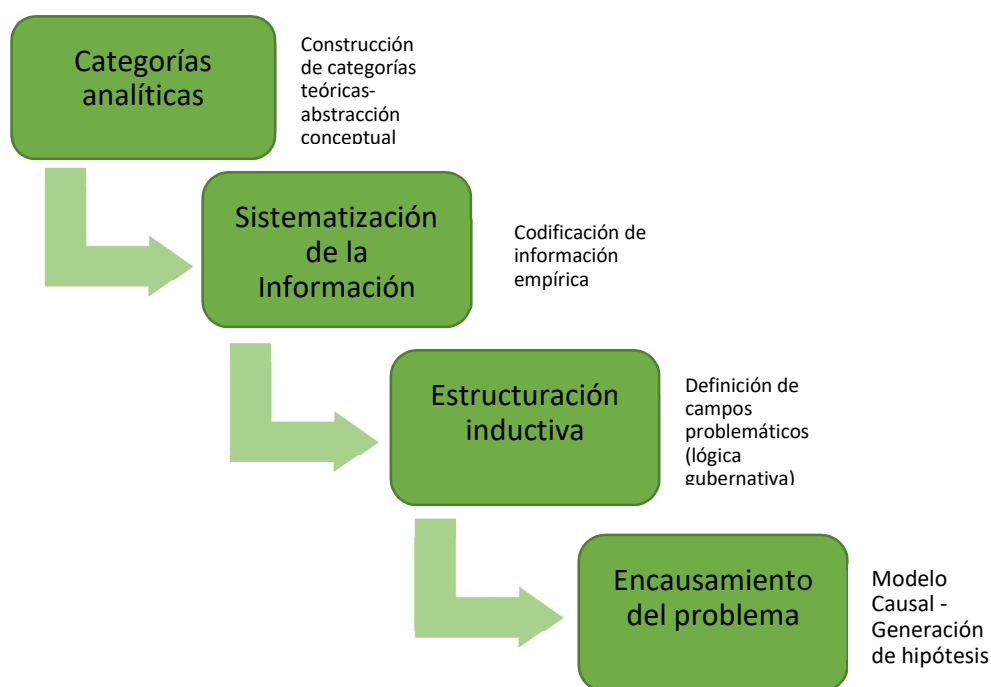 Categorías
analíticas
Construcción
de categorías
teóricas-
abstracción
conceptual
Sistematización
de la
Información
Codificación de
información
empírica
Estructuración
inductiva
Definición de
campos
problemáticos
(lógica
gubernativa)
Encausamiento
del problema
Modelo
Causal -
Generación
de hipótesis